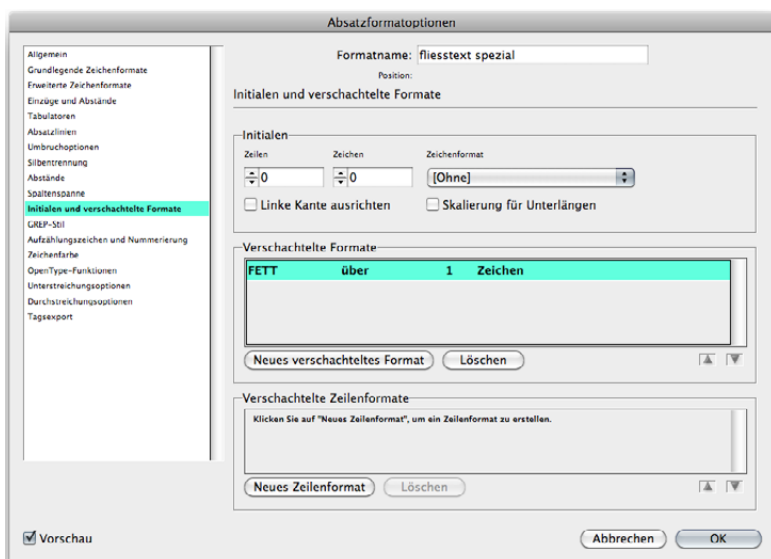 Absatzformatoptionen
Allgemein
Grundlegende Zeichenformate
Erweiterte Zeichenformate
Einzüge und Abstände
Tabulatoren
Absatzlinien
Umbruchoptionen
Silbentrennung
Abstände
Spaltenspanne
Initialen und verschachtelte Formate
GREP-Stil
Aufzählungszeichen und Nummerierung
Zeichenfarbe
OpenType-Funktionen
Unterstreichungsoptionen
Durchstreichungsoptionen
Tagsexport
Formatname: fliesstext spezial
Position:
Initialen und verschachtelte Formate
Initialen
Zeilen Zeichen Zeichenformat
0 0 [Ohne]
Linke Kante ausrichten Skalierung für Unterlängen
Verschachtelte Formate
FETT über 1 Zeichen
Neues verschachteltes Format Löschen
Verschachtelte Zeilenformate
Klicken Sie auf "Neues Zeilenformat", um ein Zeilenformat zu erstellen.
Neues Zeilenformat Löschen
Vorschau Abbrechen OK